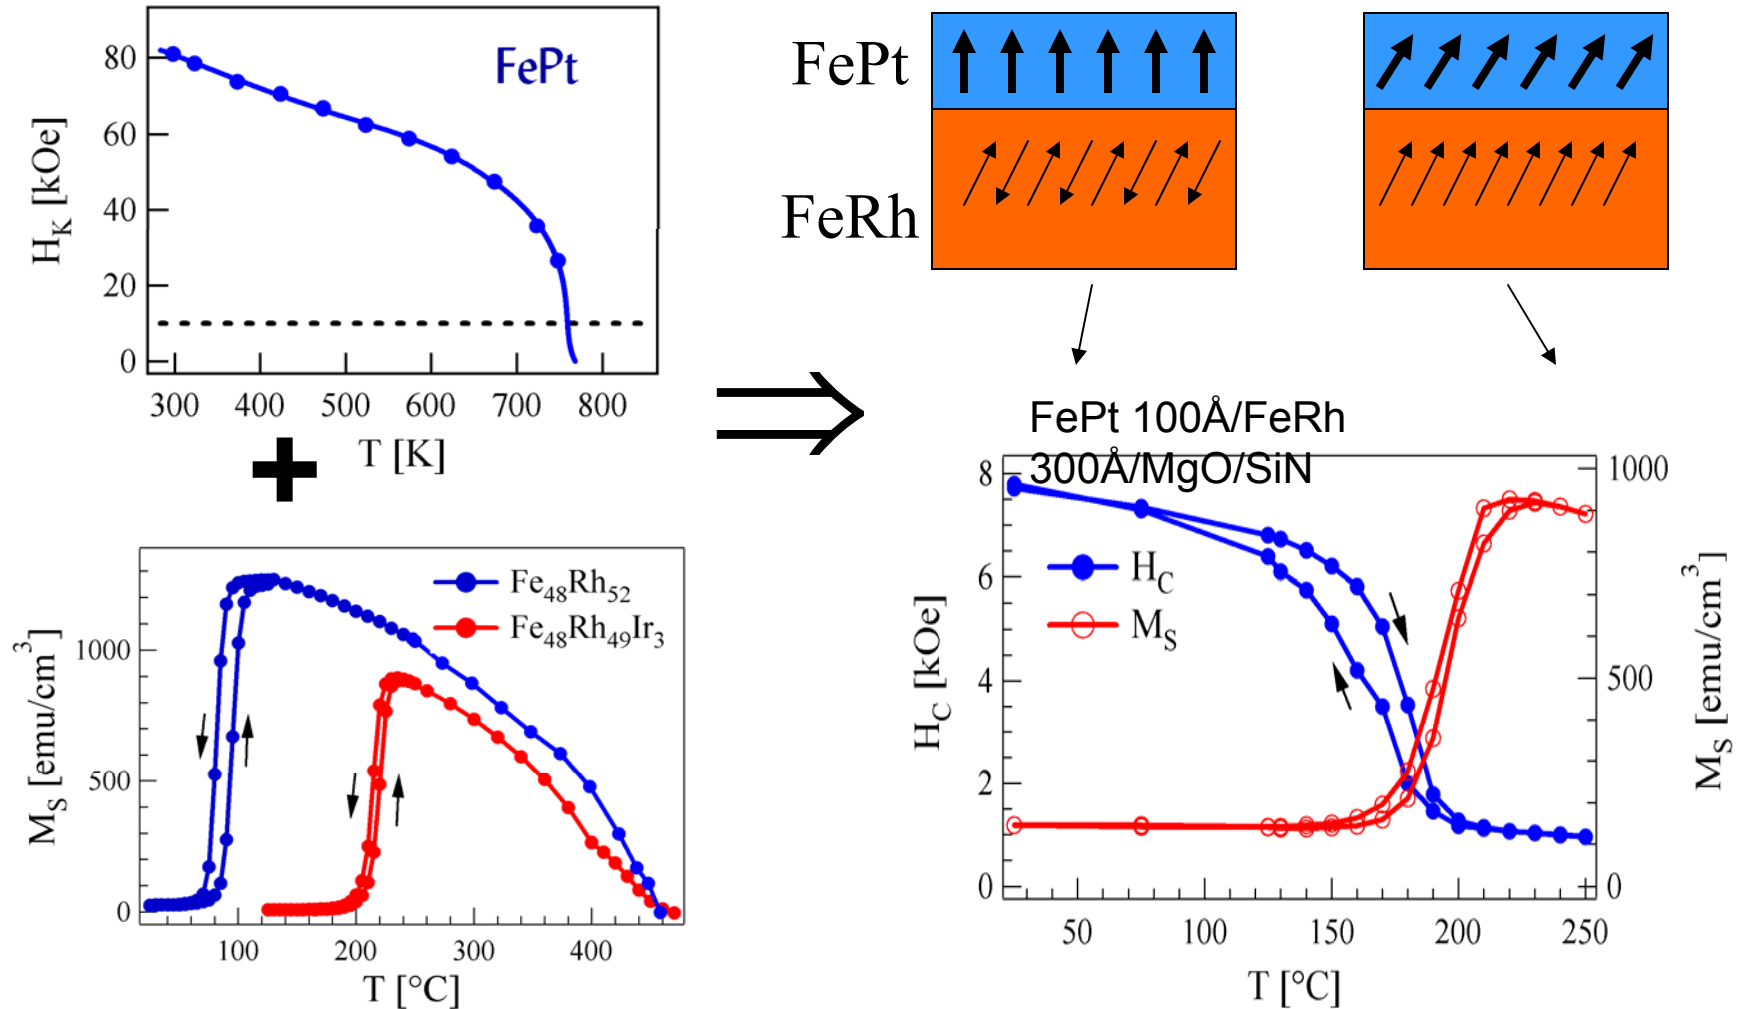 FePt
H_K [kOe]
80
60
40
20
0
300 400 500 600 700 800
T [K]
+
FePt
FeRh
Fe48Rh52
Fe48Rh49Ir3
M_S [emu/cm^3]
1000
500
0
100 200 300 400
T [°C]
FePt 100Å/FeRh
300Å/MgO/SiN
H_C [kOe]
8
6
4
2
0
H_C
M_S
1000
500
0
M_S [emu/cm^3]
50 100 150 200 250
T [°C]